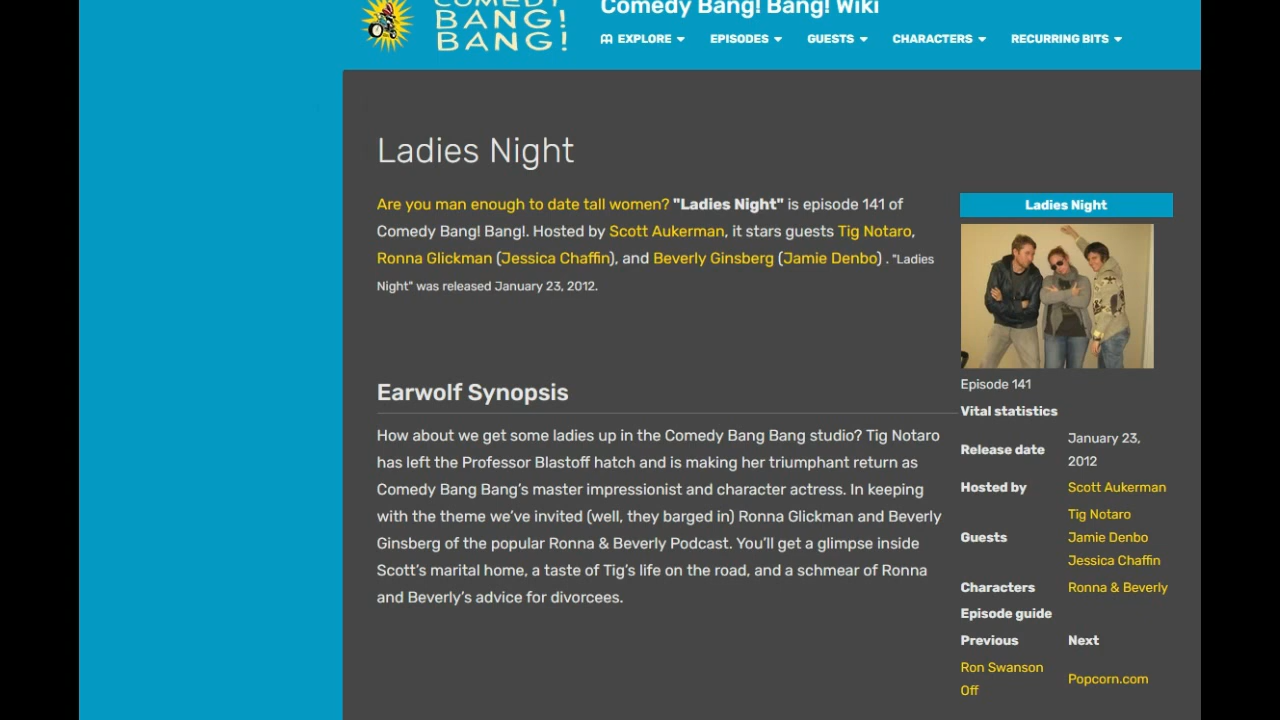 COMEDY
BANG!
BANG!
Comedy Bang! Bang! Wiki
EXPLORE
EPISODES
GUESTS
CHARACTERS
RECURRING BITS
Ladies Night
Are you man enough to date tall women? "Ladies Night" is episode 141 of
Comedy Bang! Bang!. Hosted by Scott Aukerman, it stars guests Tig Notaro,
Ronna Glickman (Jessica Chaffin), and Beverly Ginsberg (Jamie Denbo) . "Ladies
Night" was released January 23, 2012.
Earwolf Synopsis
How about we get some ladies up in the Comedy Bang Bang studio? Tig Notaro
has left the Professor Blastoff hatch and is making her triumphant return as
Comedy Bang Bang's master impressionist and character actress. In keeping
with the theme we've invited (well, they barged in) Ronna Glickman and Beverly
Ginsberg of the popular Ronna & Beverly Podcast. You'll get a glimpse inside
Scott's marital home, a taste of Tig's life on the road, and a schmear of Ronna
and Beverly's advice for divorcees.
Ladies Night
Episode 141
Vital statistics
Release date January 23,
2012
Hosted by Scott Aukerman
Tig Notaro
Guests Jamie Denbo
Jessica Chaffin
Characters Ronna & Beverly
Episode guide
Previous Next
Ron Swanson
Off
Popcorn.com